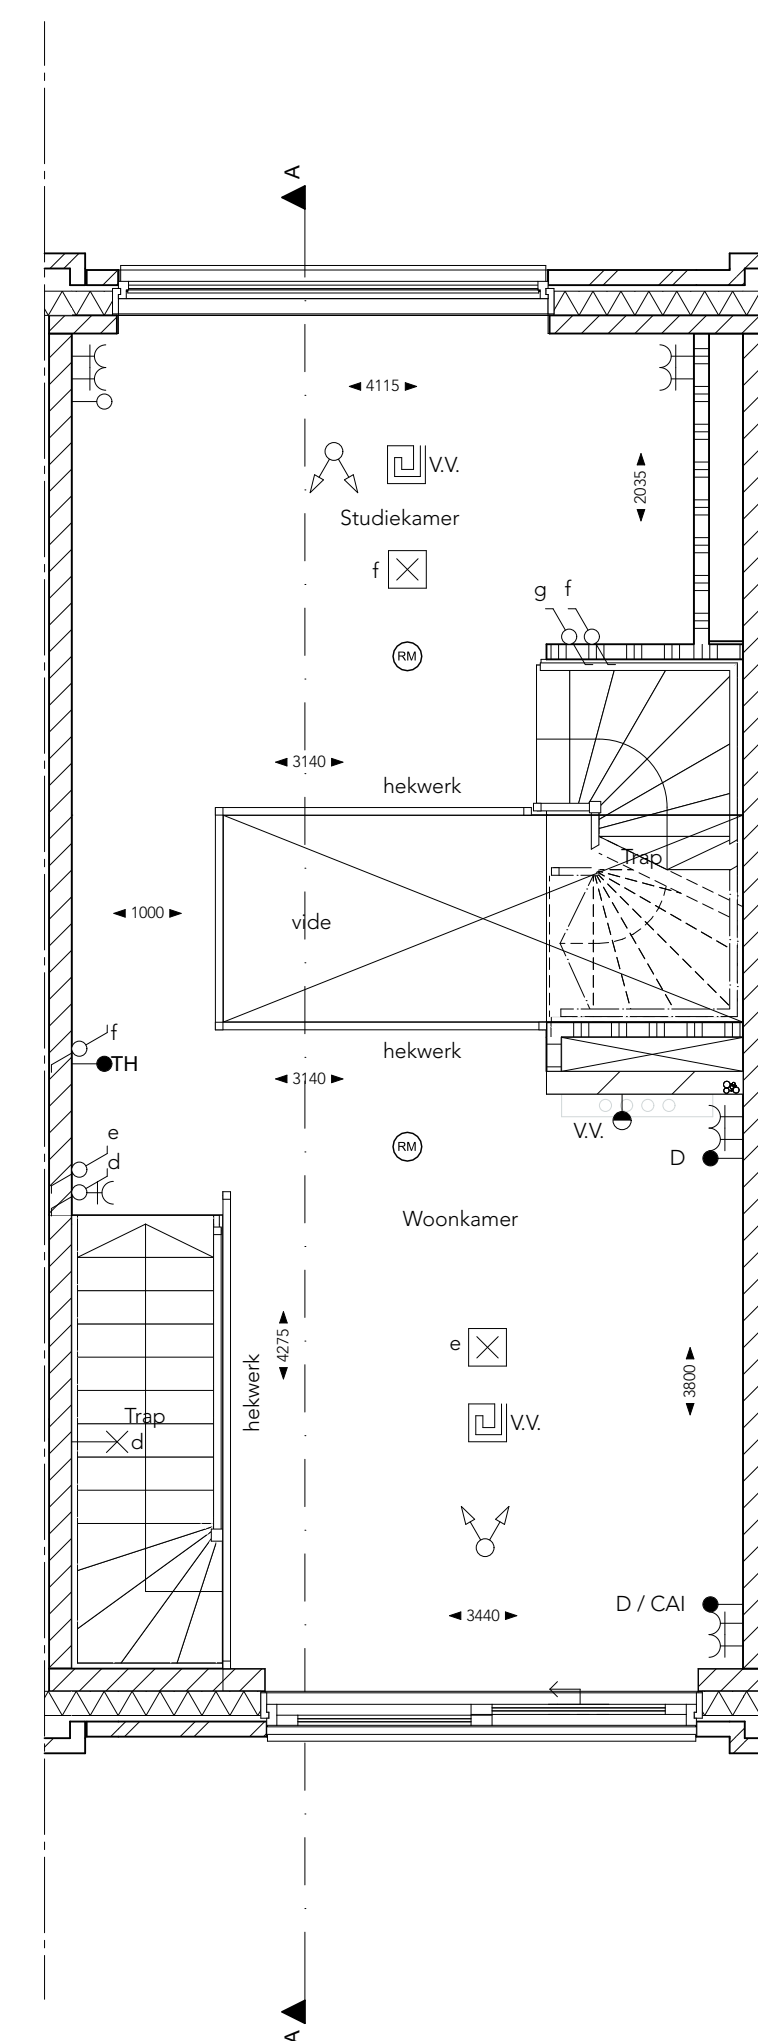 A
4115
V.V.
2035
Studiekamer
f
g f
RM
3140
hekwerk
Trap
1000
vide
f
TH
hekwerk
3140
e
V.V.
RM
d
D
Woonkamer
4275
e
hekwerk
3800
Trap
d
V.V.
D / CAI
3440
A